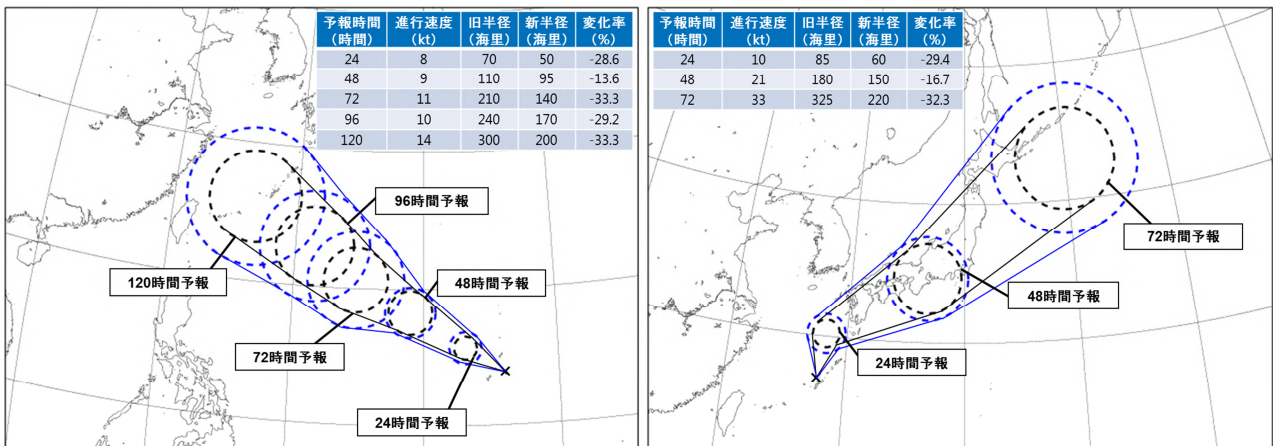 予報時間 進行速度 旧半径 新半径 変化率
（時間） （kt） （海里） （海里） （%）
24 8 70 50 -28.6
48 9 110 95 -13.6
72 11 210 140 -33.3
96 10 240 170 -29.2
120 14 300 200 -33.3
96時間予報
120時間予報
48時間予報
72時間予報
24時間予報
予報時間 進行速度 旧半径 新半径 変化率
（時間） （kt） （海里） （海里） （%）
24 10 85 60 -29.4
48 21 180 150 -16.7
72 33 325 220 -32.3
72時間予報
48時間予報
24時間予報